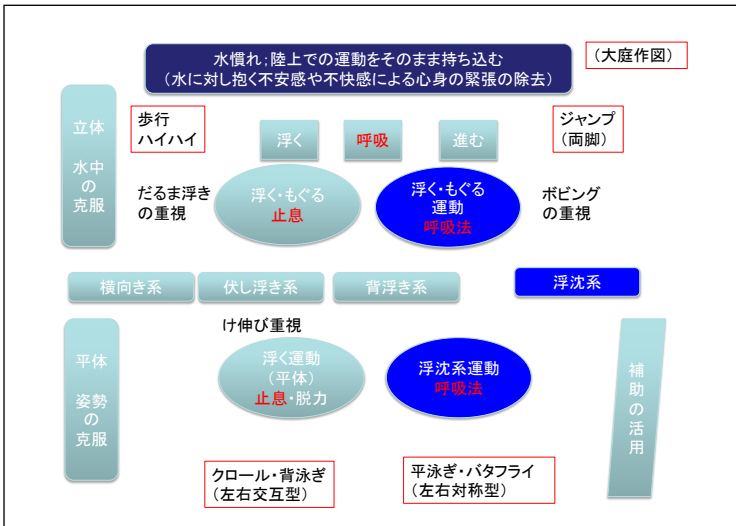 水慣れ;陸上での運動をそのまま持ち込む
(水に対し抱く不安感や不快感による心身の緊張の除去)
(大庭作図)
立体
水中
の
克服
歩行
ハイハイ
浮く
呼吸
進む
ジャンプ
(両脚)
だるま浮き
の重視
浮く・もぐる
止息
浮く・もぐる
運動
呼吸法
ボビング
の重視
横向き系
伏し浮き系
背浮き系
浮沈系
け伸び重視
平体
姿勢
の
克服
浮く運動
(平体)
止息・脱力
浮沈系運動
呼吸法
補助の活用
クロール・背泳ぎ
(左右交互型)
平泳ぎ・バタフライ
(左右対称型)